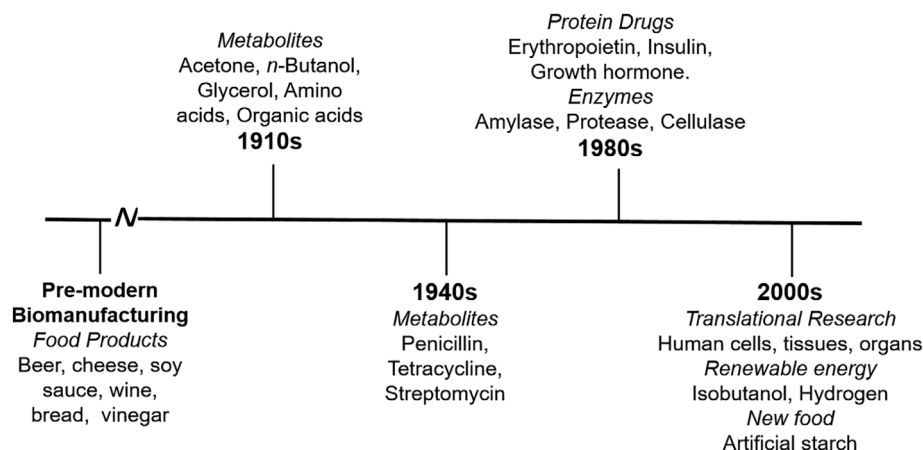 Metabolites
Acetone, n-Butanol,
Glycerol, Amino
acids, Organic acids
1910s
Protein Drugs
Erythropoietin, Insulin,
Growth hormone.
Enzymes
Amylase, Protease, Cellulase
1980s
Pre-modern
Biomanufacturing
Food Products
Beer, cheese, soy
sauce, wine,
bread, vinegar
1940s
Metabolites
Penicillin,
Tetracycline,
Streptomycin
2000s
Translational Research
Human cells, tissues, organs
Renewable energy
Isobutanol, Hydrogen
New food
Artificial starch